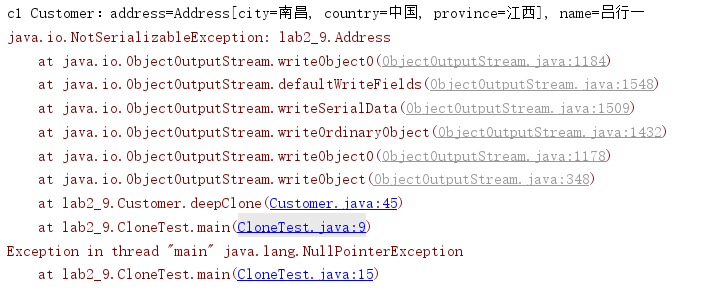 c1 Customer：address=Address[city=南昌, country=中国, province=江西], name=吕行一
java.io.NotSerializableException: lab2_9.Address
at java.io.ObjectOutputStream.writeObject0(ObjectOutputStream.java:1184)
at java.io.ObjectOutputStream.defaultWriteFields(ObjectOutputStream.java:1548)
at java.io.ObjectOutputStream.writeSerialData(ObjectOutputStream.java:1509)
at java.io.ObjectOutputStream.writeOrdinaryObject(ObjectOutputStream.java:1432)
at java.io.ObjectOutputStream.writeObject0(ObjectOutputStream.java:1178)
at java.io.ObjectOutputStream.writeObject(ObjectOutputStream.java:348)
at lab2_9.Customer.deepClone(Customer.java:45)
at lab2_9.CloneTest.main(CloneTest.java:9)
Exception in thread "main" java.lang.NullPointerException
at lab2_9.CloneTest.main(CloneTest.java:15)